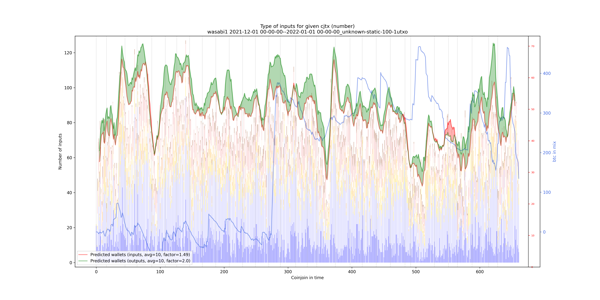 Type of inputs for given cjtx (number)
wasabi1 2021-12-01 00-00-00--2022-01-01 00-00-00_unknown-static-100-1utxo
120
100
80
60
40
20
0
Number of inputs
400
300
200
100
0
btc in mix
Predicted wallets (inputs, avg=10, factor=1.49)
Predicted wallets (outputs, avg=10, factor=2.0)
0
100
200
300
400
500
600
Coinjoin in time